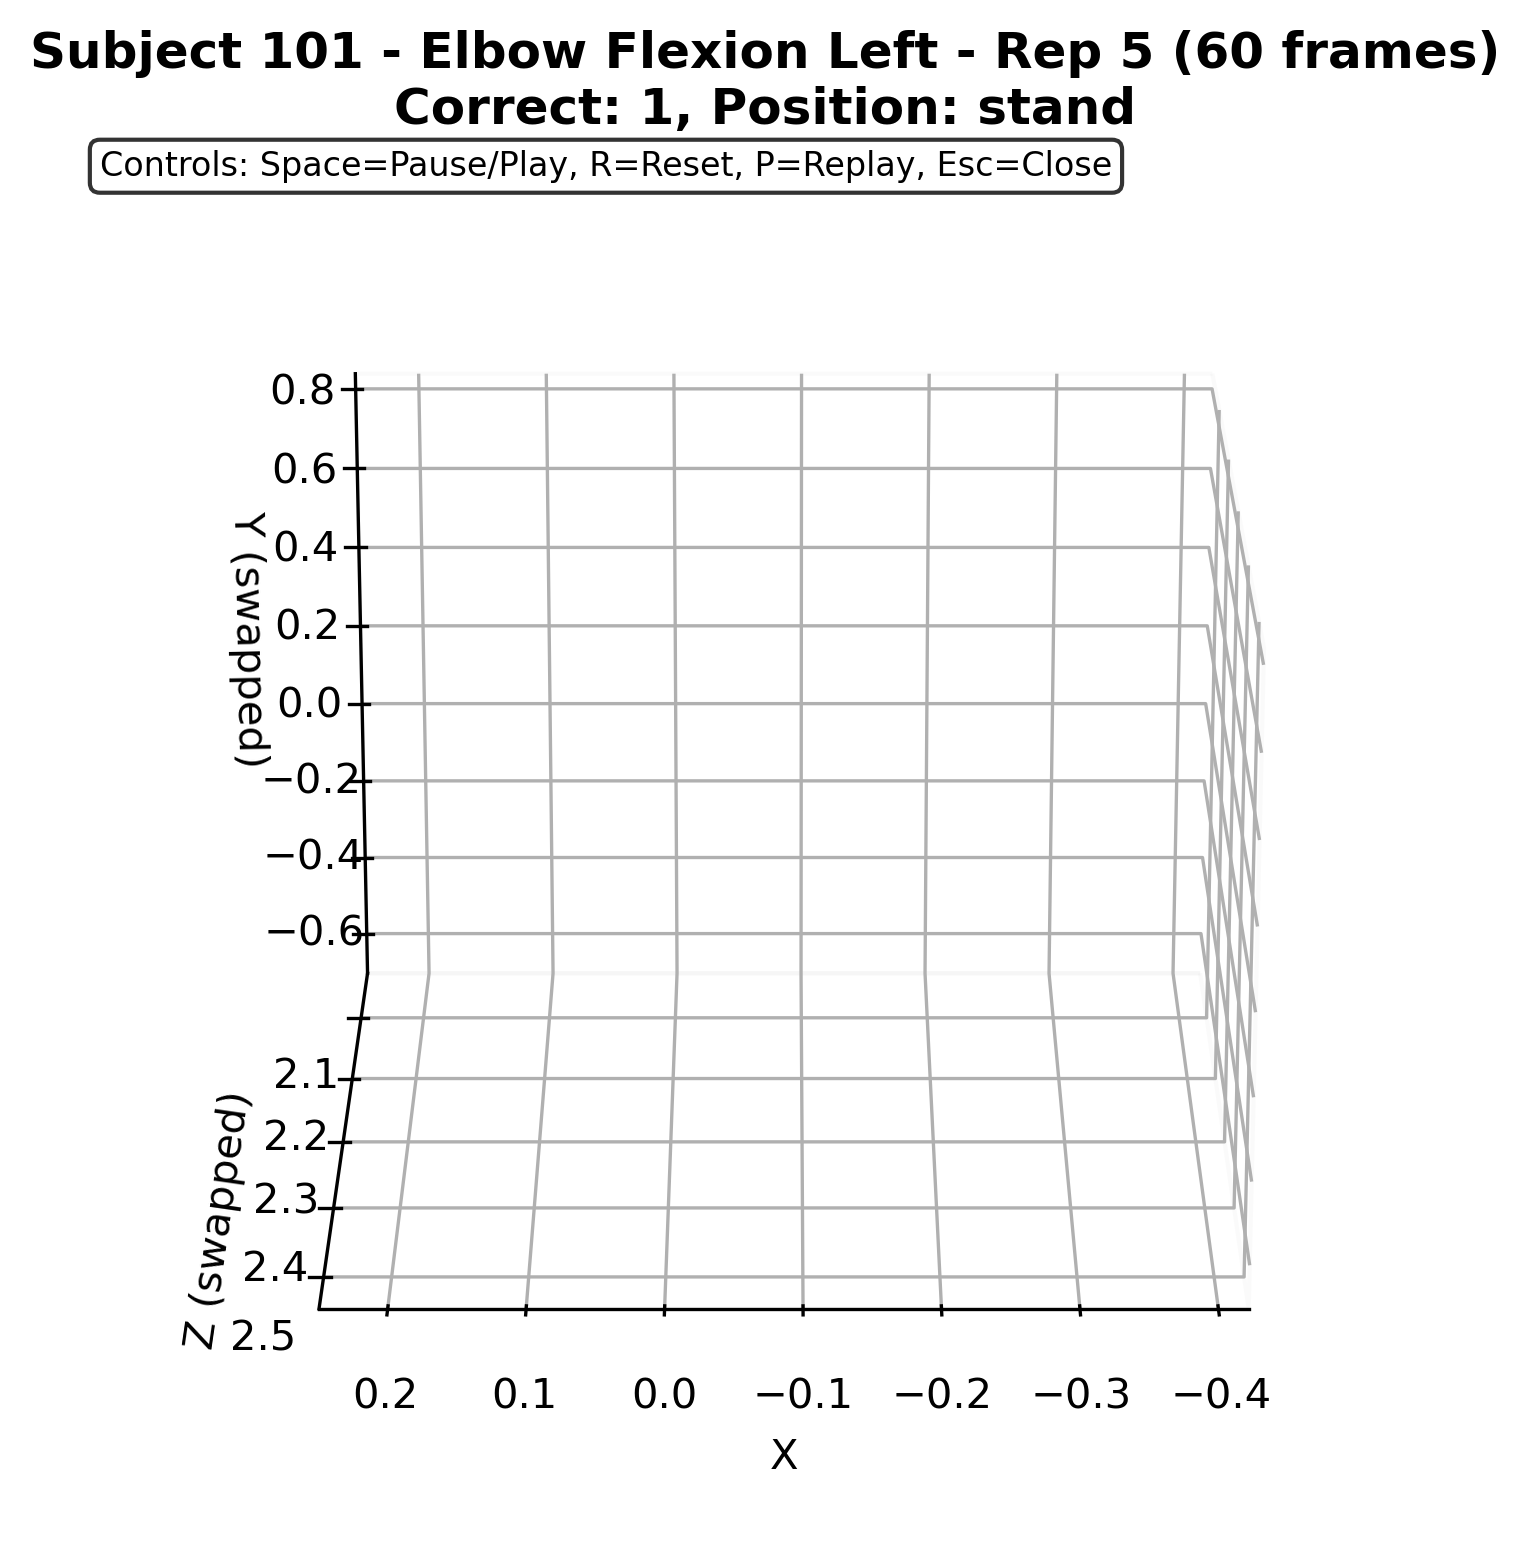 Subject 101 - Elbow Flexion Left - Rep 5 (60 frames)
Correct: 1, Position: stand
Controls: Space=Pause/Play, R=Reset, P=Replay, Esc=Close
0.8
0.6
0.4
0.2
0.0
−0.2
−0.4
−0.6
Y (swapped)
2.1
2.2
2.3
2.4
2.5
Z (swapped)
0.2 0.1 0.0 −0.1 −0.2 −0.3 −0.4
X